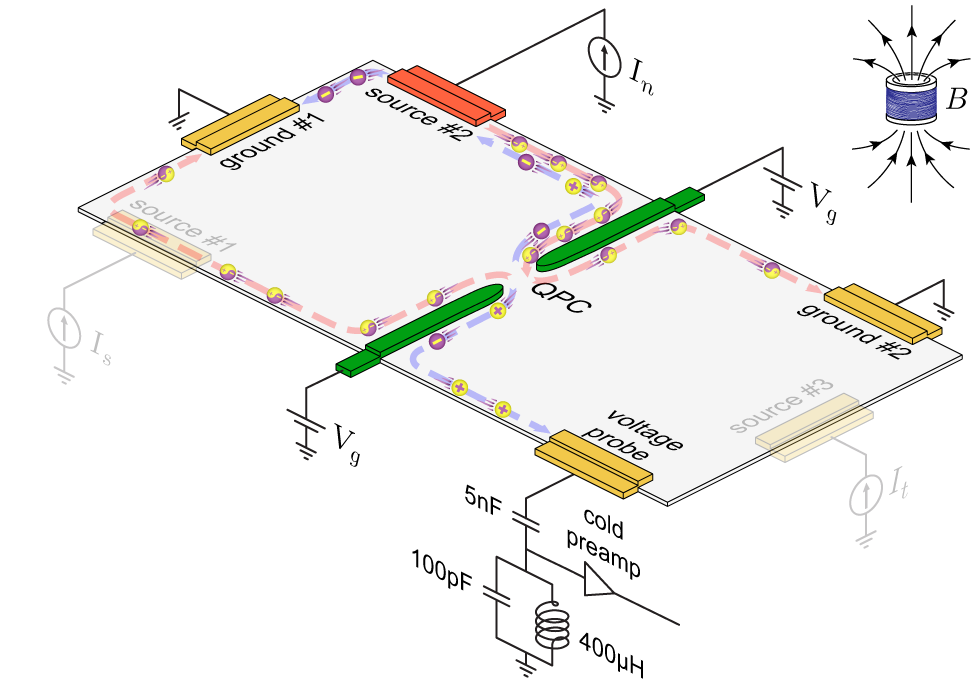 I_n
B
source #2
ground #1
V_g
source #1
QPC
ground #2
I_s
source #3
voltage
probe
V_g
I_t
5nF
cold
preamp
100pF
400μH